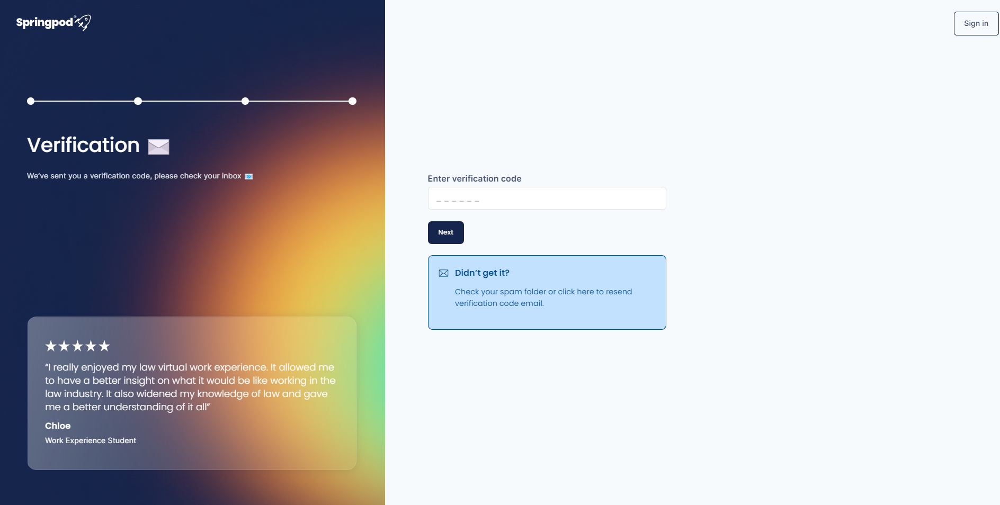 Springpod®
Sign in
Verification
We’ve sent you a verification code, please check your inbox
Enter verification code
_ _ _ _ _ _
Next
Didn’t get it?
Check your spam folder or click here to resend
verification code email.
★★★★★
“I really enjoyed my law virtual work experience. It allowed me
to have a better insight on what it would be like working in the
law industry. It also widened my knowledge of law and gave
me a better understanding of it all”
Chloe
Work Experience Student